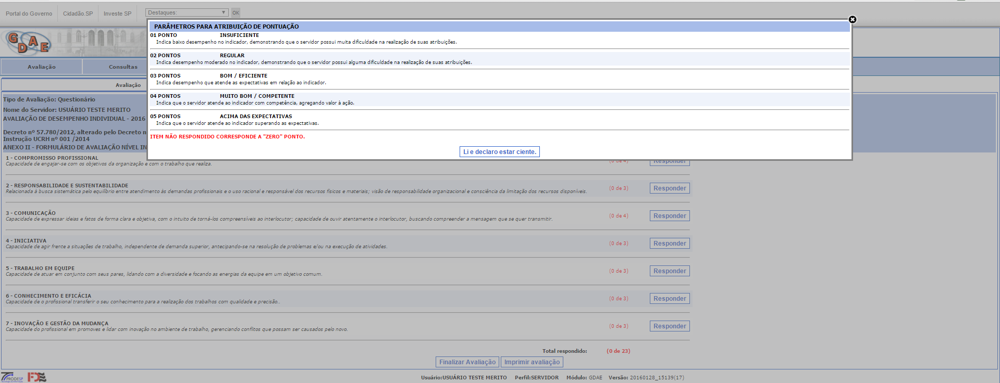 Portal do Governo Cidadão.SP Investe SP Destaques: OK
PARÂMETROS PARA ATRIBUIÇÃO DE PONTUAÇÃO
01 PONTO INSUFICIENTE
Indica baixo desempenho no indicador, demonstrando que o servidor possui muita dificuldade na realização de suas atribuições.
02 PONTOS REGULAR
Indica desempenho moderado no indicador, demonstrando que o servidor possui alguma dificuldade na realização de suas atribuições.
03 PONTOS BOM / EFICIENTE
Indica desempenho que atende as expectativas em relação ao indicador.
04 PONTOS MUITO BOM / COMPETENTE
Indica que o servidor atende ao indicador com competência, agregando valor à ação.
05 PONTOS ACIMA DAS EXPECTATIVAS
Indica que o servidor atende ao indicador superando as expectativas.
ITEM NÃO RESPONDIDO CORRESPONDE A "ZERO" PONTO.
Li e declaro estar ciente.
GDAE
Avaliação Consultas
Avaliação
Tipo de Avaliação: Questionário
Nome do Servidor: USUÁRIO TESTE MERITO
AVALIAÇÃO DE DESEMPENHO INDIVIDUAL - 2016
Decreto nº 57.780/2012, alterado pelo Decreto n
Instrução UCRH nº 001 /2014
ANEXO II - FORMULÁRIO DE AVALIAÇÃO NÍVEL IN
1 - COMPROMISSO PROFISSIONAL
Capacidade de engajar-se com os objetivos da organização e com o trabalho que realiza. (0 de 4) Responder
2 - RESPONSABILIDADE E SUSTENTABILIDADE
Relacionada à busca sistemática pelo equilíbrio entre atendimento às demandas profissionais e o uso racional e responsável dos recursos físicos e materiais; visão de responsabilidade organizacional e consciência da limitação dos recursos disponíveis. (0 de 3) Responder
3 - COMUNICAÇÃO
Capacidade de expressar ideias e fatos de forma clara e objetiva, com o intuito de torná-los compreensíveis ao interlocutor; capacidade de ouvir atentamente o interlocutor, buscando compreender a mensagem que se quer transmitir. (0 de 4) Responder
4 - INICIATIVA
Capacidade de agir frente a situações de trabalho, independente de demanda superior, antecipando-se na resolução de problemas e/ou na execução de atividades. (0 de 3) Responder
5 - TRABALHO EM EQUIPE
Capacidade de atuar em conjunto com seus pares, lidando com a diversidade e focando as energias da equipe em um objetivo comum. (0 de 3) Responder
6 - CONHECIMENTO E EFICÁCIA
Capacidade de o profissional transferir o seu conhecimento para a realização dos trabalhos com qualidade e precisão.. (0 de 3) Responder
7 - INOVAÇÃO E GESTÃO DA MUDANÇA
Capacidade do profissional em promoves e lidar com inovação no ambiente de trabalho, gerenciando conflitos que possam ser causados pelo novo. (0 de 3) Responder
Total respondido: (0 de 23)
Finalizar Avaliação Imprimir avaliação
PRODESP FDE Usuário:USUÁRIO TESTE MERITO Perfil:SERVIDOR Módulo: GDAE Versão: 20160128_15139(17)